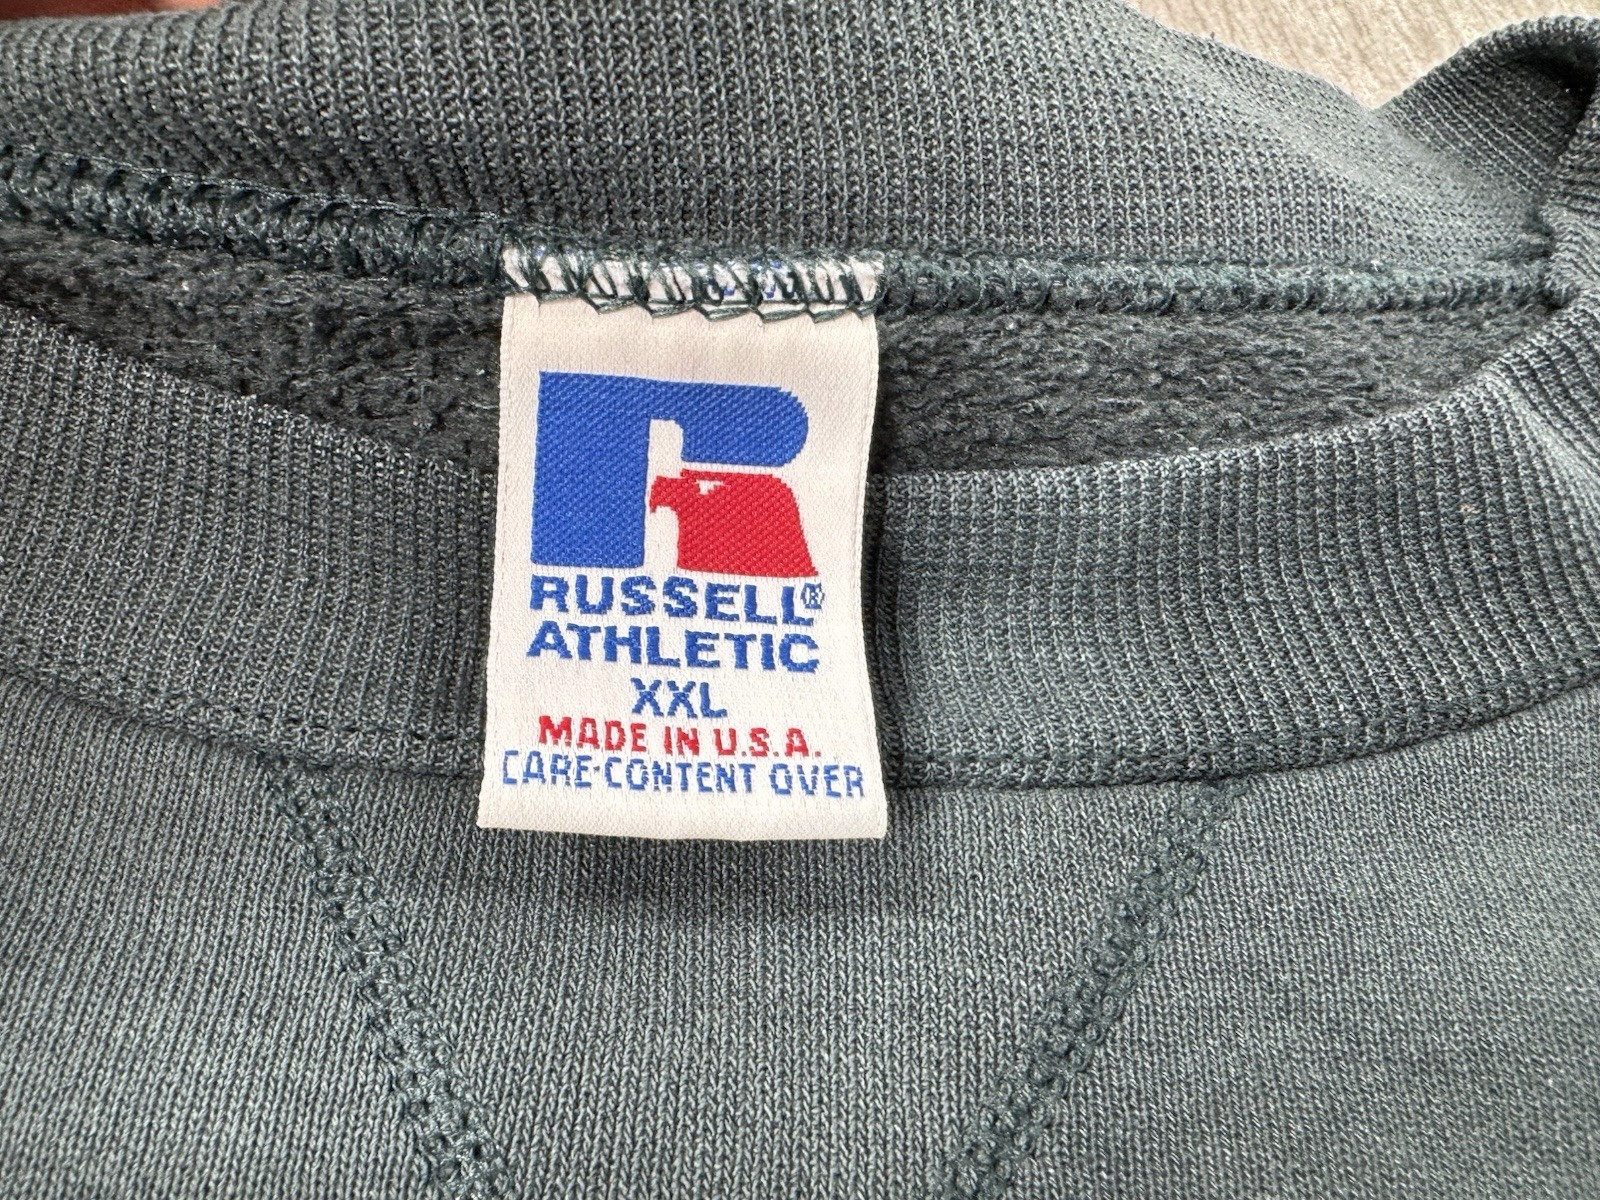 RUSSELL®
ATHLETIC
XXL
MADE IN U.S.A.
CARE-CONTENT OVER